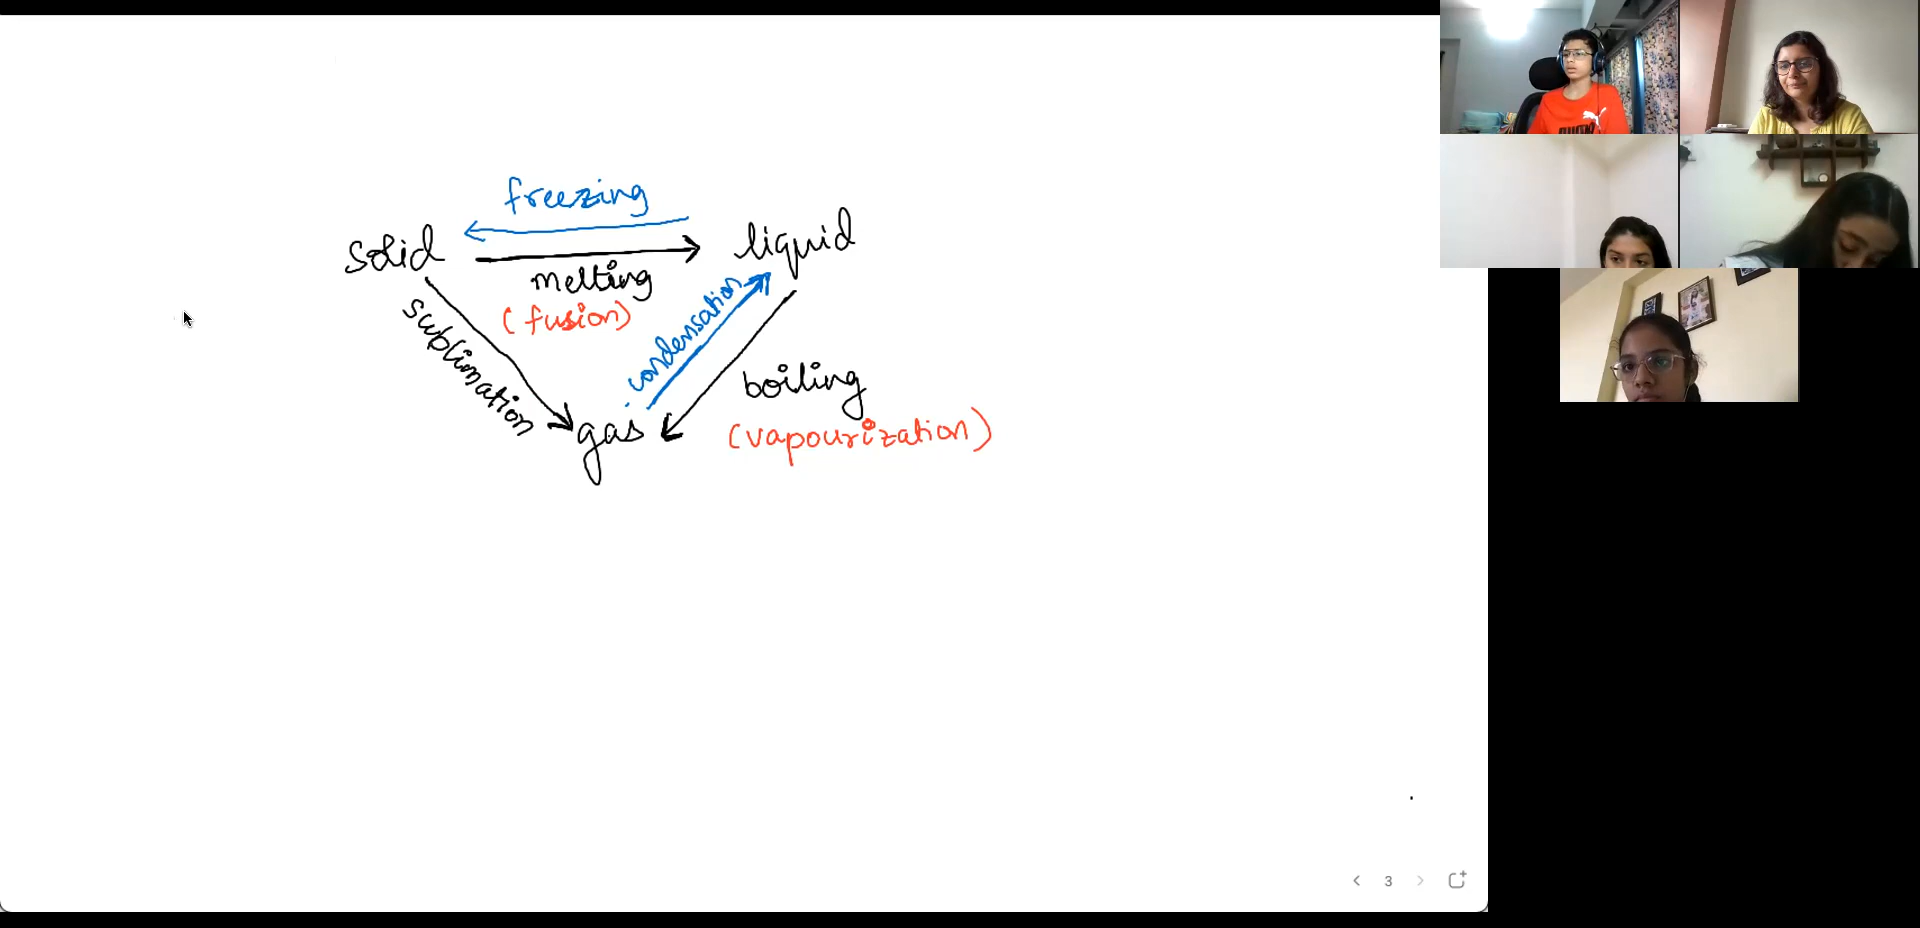 freezing
solid
liquid
melting
(fusion)
sublimation
condensation
boiling
gas
(vapourization)
3